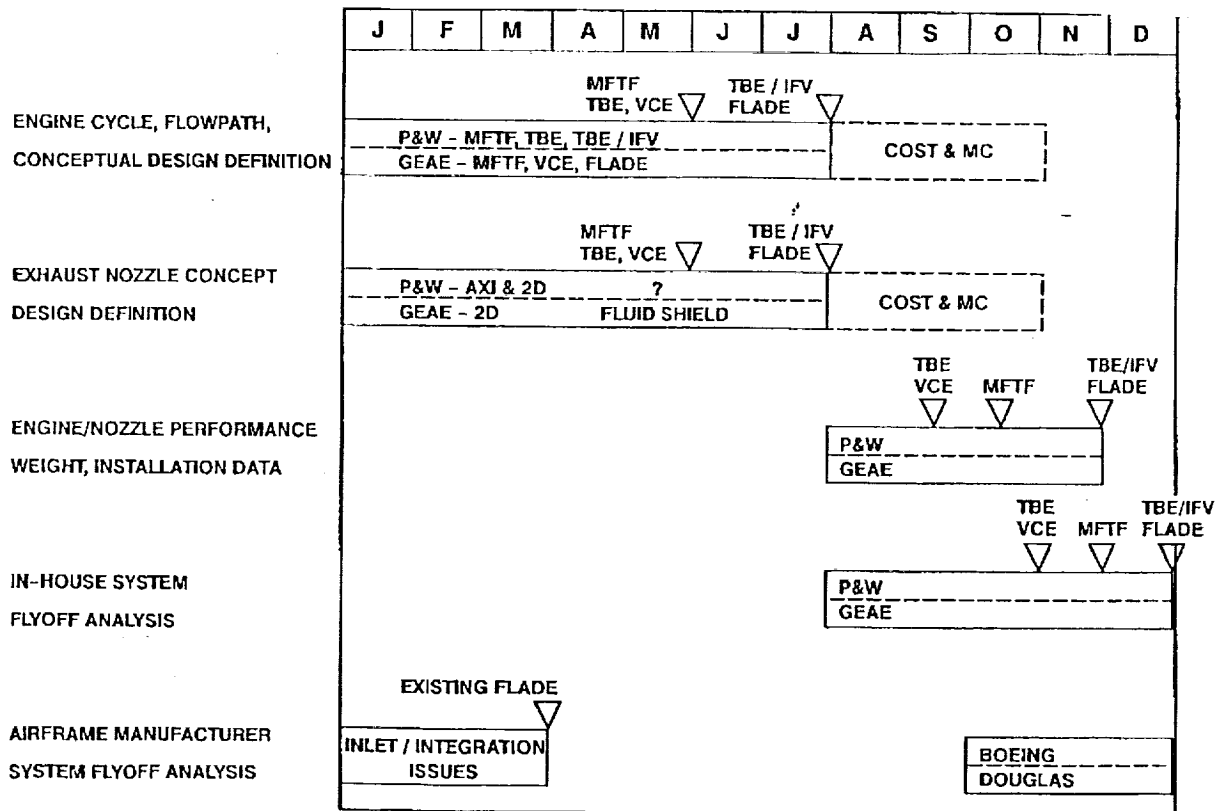 J F M A M J J A S O N D
MFTF TBE / IFV
TBE, VCE FLADE
ENGINE CYCLE, FLOWPATH,
CONCEPTUAL DESIGN DEFINITION
P&W – MFTF, TBE, TBE / IFV
GEAE – MFTF, VCE, FLADE
COST & MC
MFTF TBE / IFV
TBE, VCE FLADE
EXHAUST NOZZLE CONCEPT
DESIGN DEFINITION
P&W – AXI & 2D ?
GEAE – 2D FLUID SHIELD
COST & MC
TBE TBE/IFV
VCE MFTF FLADE
ENGINE/NOZZLE PERFORMANCE
WEIGHT, INSTALLATION DATA
P&W
GEAE
TBE TBE/IFV
VCE MFTF FLADE
IN-HOUSE SYSTEM
FLYOFF ANALYSIS
P&W
GEAE
EXISTING FLADE
AIRFRAME MANUFACTURER
SYSTEM FLYOFF ANALYSIS
INLET / INTEGRATION
ISSUES
BOEING
DOUGLAS